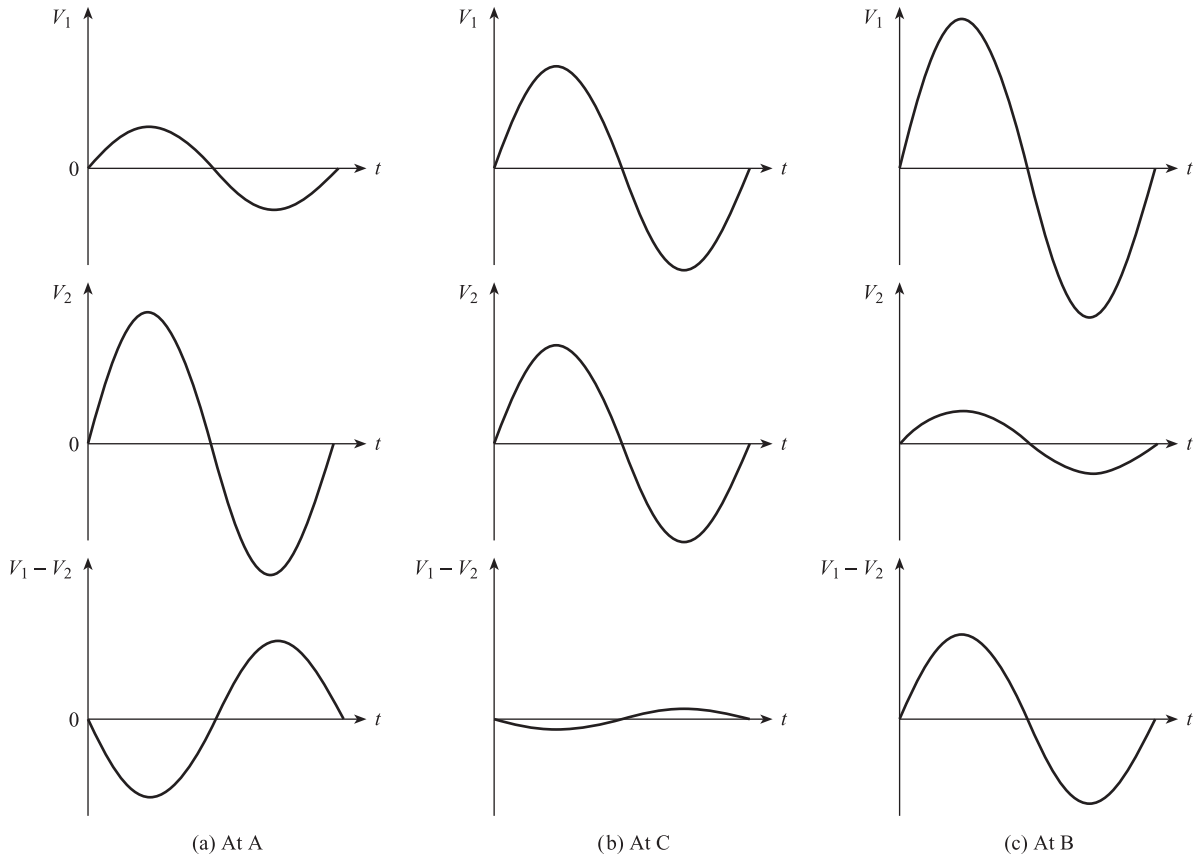 V₁ V₁ V₁
0 t t t
V₂ V₂ V₂
0 t t t
V₁ − V₂ V₁ − V₂ V₁ − V₂
0 t t t
(a) At A (b) At C (c) At B